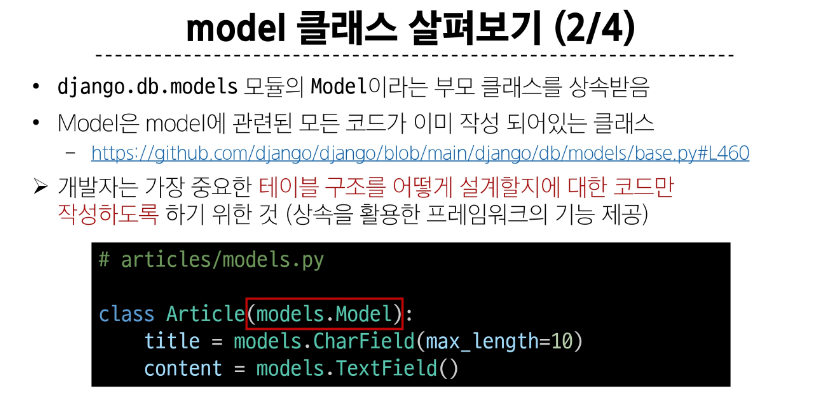 model 클래스 살펴보기 (2/4)
• django.db.models 모듈의 Model이라는 부모 클래스를 상속받음
• Model은 model에 관련된 모든 코드가 이미 작성 되어있는 클래스
– https://github.com/django/django/blob/main/django/db/models/base.py#L460
➢ 개발자는 가장 중요한 테이블 구조를 어떻게 설계할지에 대한 코드만
작성하도록 하기 위한 것 (상속을 활용한 프레임워크의 기능 제공)
# articles/models.py
class Article(models.Model):
    title = models.CharField(max_length=10)
    content = models.TextField()